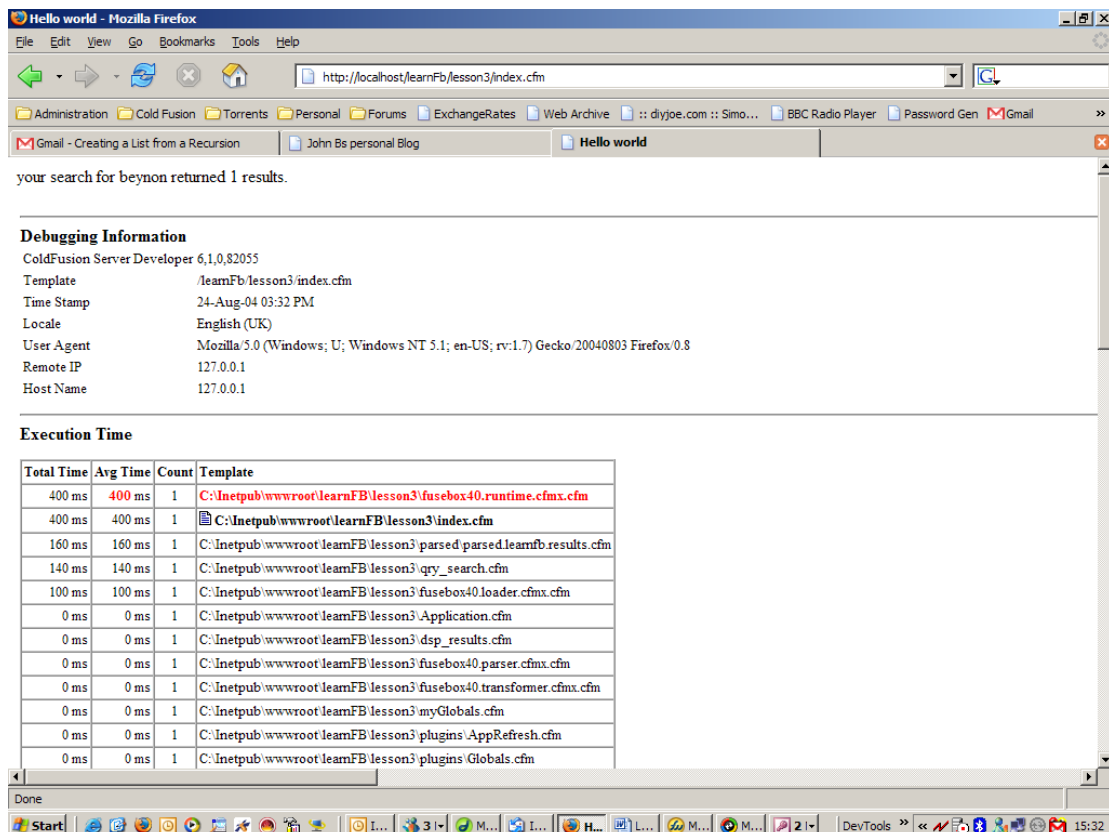 Hello world - Mozilla Firefox
File Edit View Go Bookmarks Tools Help
http://localhost/learnFb/lesson3/index.cfm G
Administration Cold Fusion Torrents Personal Forums ExchangeRates Web Archive :: diyjoe.com :: Simo... BBC Radio Player Password Gen Gmail »
Gmail - Creating a List from a Recursion John Bs personal Blog Hello world
your search for beynon returned 1 results.
Debugging Information
ColdFusion Server Developer 6,1,0,82055
Template /learnFb/lesson3/index.cfm
Time Stamp 24-Aug-04 03:32 PM
Locale English (UK)
User Agent Mozilla/5.0 (Windows; U; Windows NT 5.1; en-US; rv:1.7) Gecko/20040803 Firefox/0.8
Remote IP 127.0.0.1
Host Name 127.0.0.1
Execution Time
Total Time Avg Time Count Template
400 ms 400 ms 1 C:\Inetpub\wwwroot\learnFB\lesson3\fusebox40.runtime.cfmx.cfm
400 ms 400 ms 1 C:\Inetpub\wwwroot\learnFB\lesson3\index.cfm
160 ms 160 ms 1 C:\Inetpub\wwwroot\learnFB\lesson3\parsed\parsed.learnfb.results.cfm
140 ms 140 ms 1 C:\Inetpub\wwwroot\learnFB\lesson3\qry_search.cfm
100 ms 100 ms 1 C:\Inetpub\wwwroot\learnFB\lesson3\fusebox40.loader.cfmx.cfm
0 ms 0 ms 1 C:\Inetpub\wwwroot\learnFB\lesson3\Application.cfm
0 ms 0 ms 1 C:\Inetpub\wwwroot\learnFB\lesson3\dsp_results.cfm
0 ms 0 ms 1 C:\Inetpub\wwwroot\learnFB\lesson3\fusebox40.parser.cfmx.cfm
0 ms 0 ms 1 C:\Inetpub\wwwroot\learnFB\lesson3\fusebox40.transformer.cfmx.cfm
0 ms 0 ms 1 C:\Inetpub\wwwroot\learnFB\lesson3\myGlobals.cfm
0 ms 0 ms 1 C:\Inetpub\wwwroot\learnFB\lesson3\plugins\AppRefresh.cfm
0 ms 0 ms 1 C:\Inetpub\wwwroot\learnFB\lesson3\plugins\Globals.cfm
Done
Start I... 3 I M... I... H... L... M... M... 2 I DevTools » « 15:32